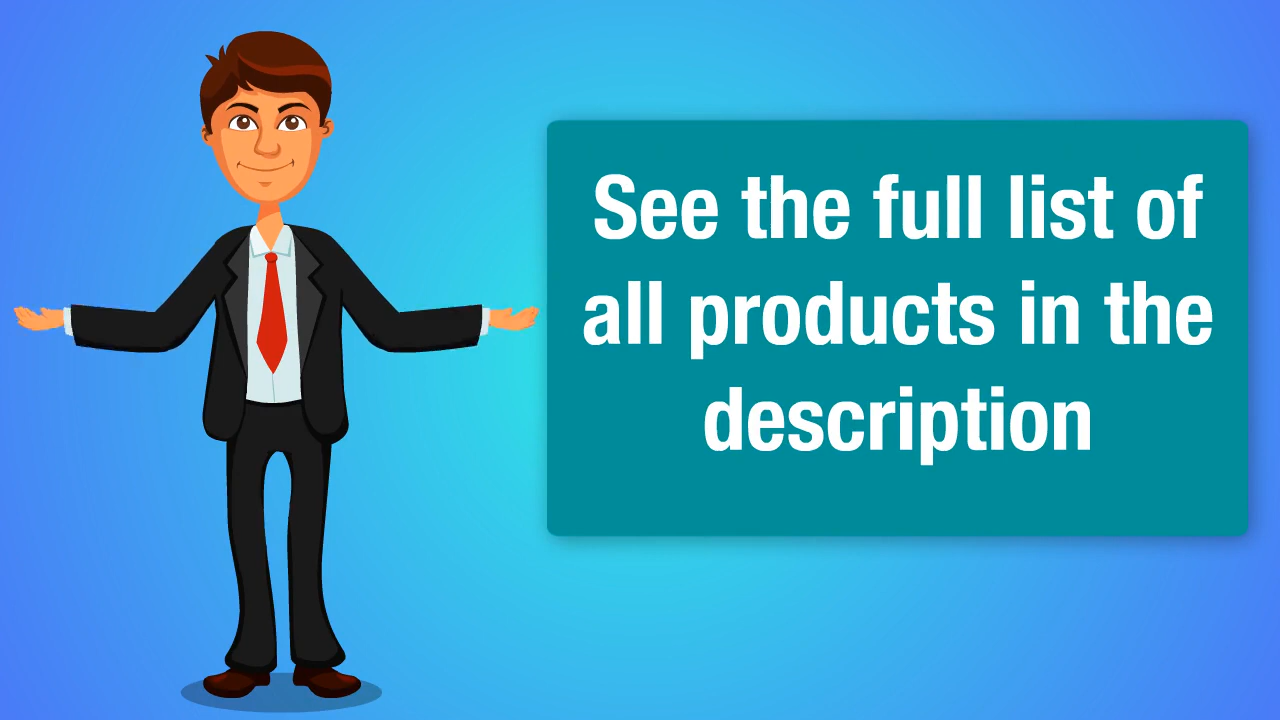 See the full list of
all products in the
description